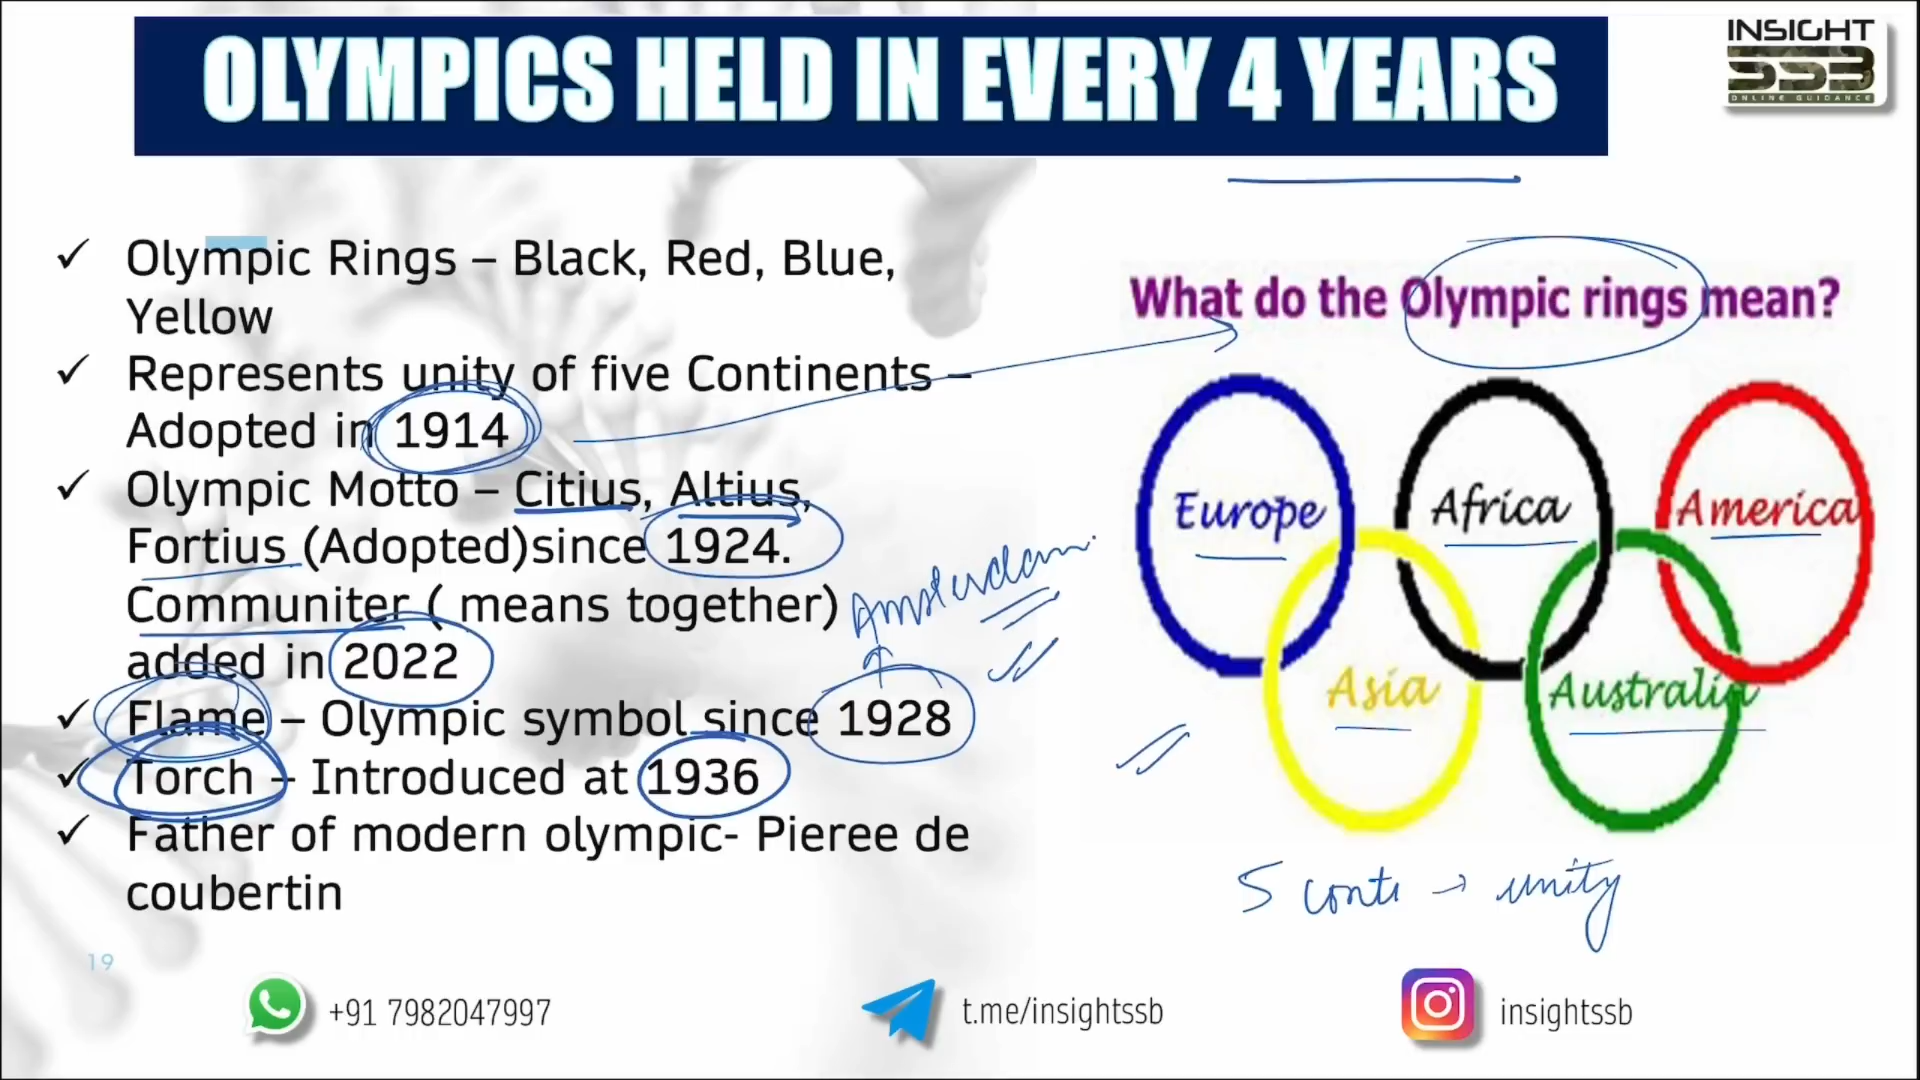 OLYMPICS HELD IN EVERY 4 YEARS
INSIGHT
SSB
ONLINE GUIDANCE
✓ Olympic Rings – Black, Red, Blue,
Yellow
✓ Represents unity of five Continents –
Adopted in 1914
✓ Olympic Motto – Citius, Altius,
Fortius (Adopted)since 1924.
Communiter ( means together)
added in 2022
✓ Flame – Olympic symbol since 1928
✓ Torch – Introduced at 1936
✓ Father of modern olympic- Pieree de
coubertin
Amsterdam
What do the Olympic rings mean?
Europe
Africa
America
Asia
Australia
5 conti → unity
19
+91 7982047997
t.me/insightssb
insightssb